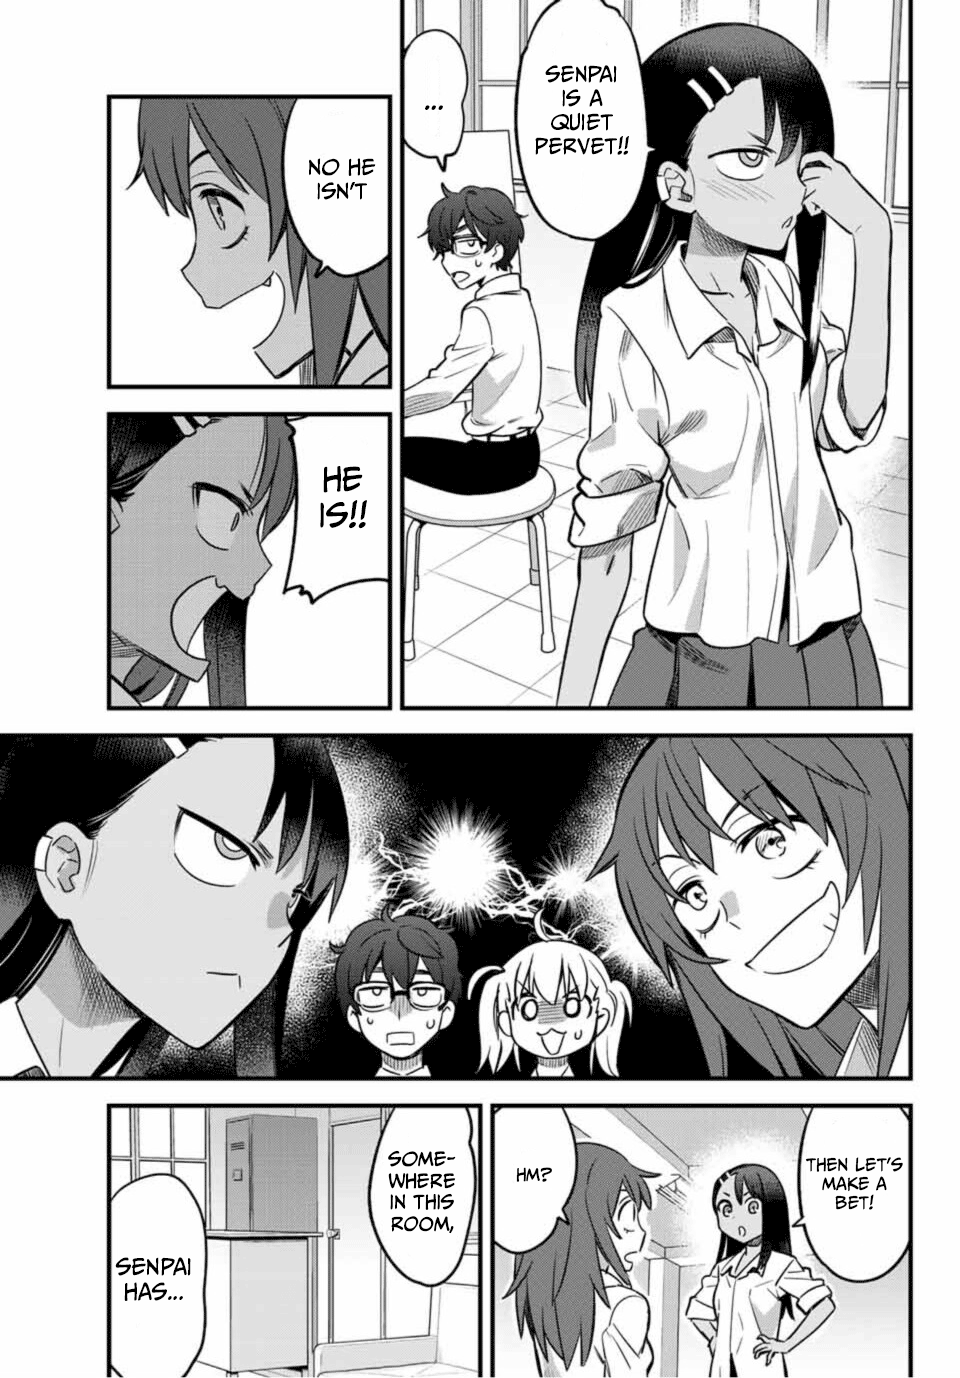 SENPAI
IS A
QUIET
PERVET!!
...
NO HE
ISN'T
HE
IS!!
THEN LET'S
MAKE A
BET!
HM?
SOME-
WHERE
IN THIS
ROOM,
SENPAI
HAS...